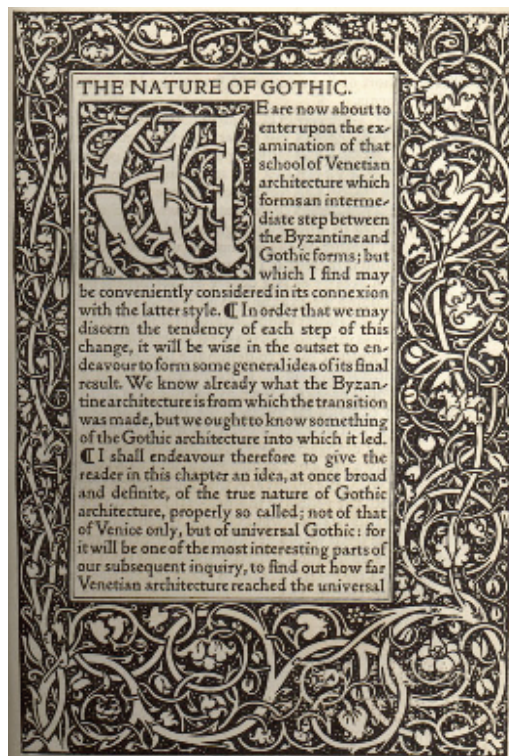 THE NATURE OF GOTHIC.
WE are now about to
enter upon the ex-
amination of that
school of Venetian
architecture which
forms an interme-
diate step between
the Byzantine and
Gothic forms; but
which I find may
be conveniently considered in its connexion
with the latter style. ¶ In order that we may
discern the tendency of each step of this
change, it will be wise in the outset to en-
deavour to form some general idea of its final
result. We know already what the Byzan-
tine architecture is from which the transition
was made, but we ought to know something
of the Gothic architecture into which it led.
¶ I shall endeavour therefore to give the
reader in this chapter an idea, at once broad
and definite, of the true nature of Gothic
architecture, properly so called; not of that
of Venice only, but of universal Gothic: for
it will be one of the most interesting parts of
our subsequent inquiry, to find out how far
Venetian architecture reached the universal